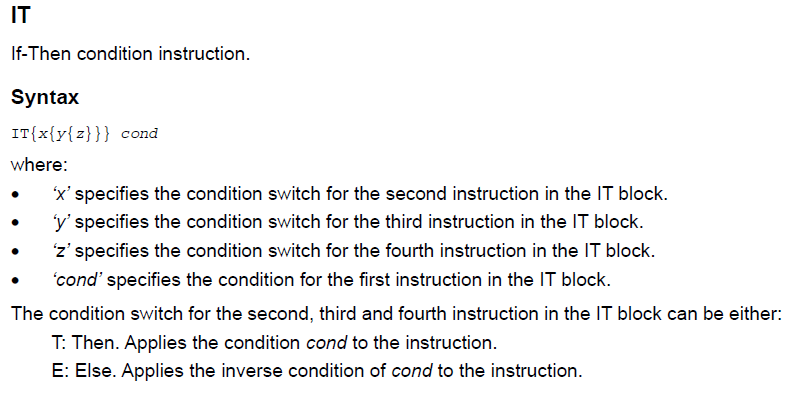 IT
If-Then condition instruction.
Syntax
IT{x{y{z}}} cond
where:
• ‘x’ specifies the condition switch for the second instruction in the IT block.
• ‘y’ specifies the condition switch for the third instruction in the IT block.
• ‘z’ specifies the condition switch for the fourth instruction in the IT block.
• ‘cond’ specifies the condition for the first instruction in the IT block.
The condition switch for the second, third and fourth instruction in the IT block can be either:
T: Then. Applies the condition cond to the instruction.
E: Else. Applies the inverse condition of cond to the instruction.